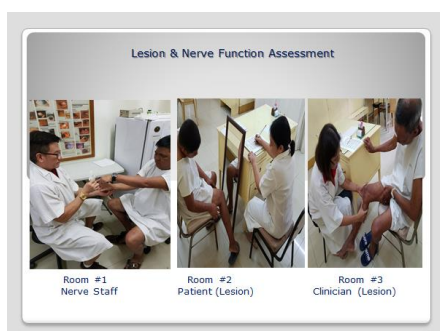 Lesion & Nerve Function Assessment
Room #1
Nerve Staff
Room #2
Patient (Lesion)
Room #3
Clinician (Lesion)